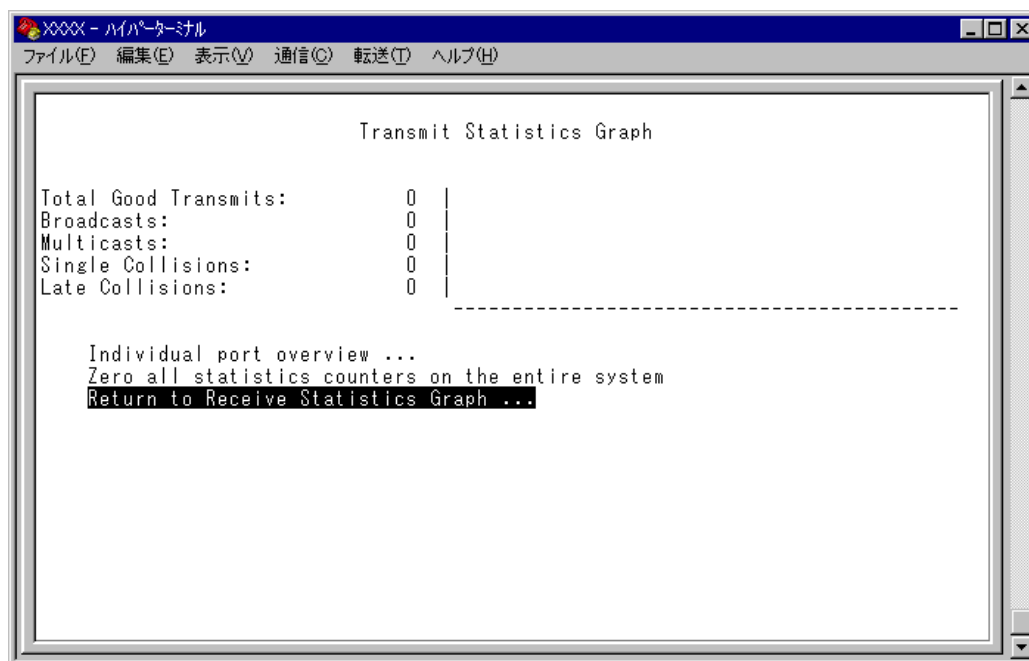 XXXX - ﾊｲﾊﾟｰﾀｰﾐﾅﾙ
ファイル(F) 編集(E) 表示(V) 通信(C) 転送(T) ヘルプ(H)
Transmit Statistics Graph
Total Good Transmits: 0 |
Broadcasts: 0 |
Multicasts: 0 |
Single Collisions: 0 |
Late Collisions: 0 |
-------------------------------------------
Individual port overview ...
Zero all statistics counters on the entire system
Return to Receive Statistics Graph ...